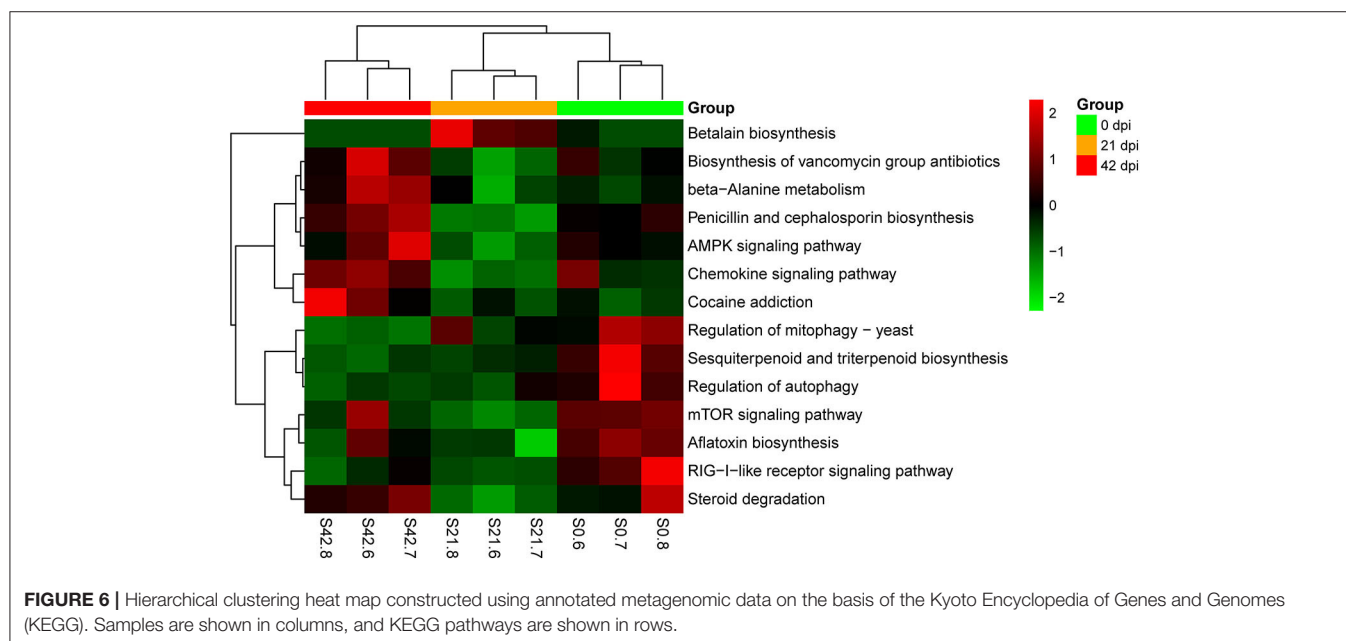 Group
Betalain biosynthesis
Biosynthesis of vancomycin group antibiotics
beta−Alanine metabolism
Penicillin and cephalosporin biosynthesis
AMPK signaling pathway
Chemokine signaling pathway
Cocaine addiction
Regulation of mitophagy − yeast
Sesquiterpenoid and triterpenoid biosynthesis
Regulation of autophagy
mTOR signaling pathway
Aflatoxin biosynthesis
RIG−I−like receptor signaling pathway
Steroid degradation
S42.8 S42.6 S42.7 S21.8 S21.6 S21.7 S0.6 S0.7 S0.8
2
1
0
−1
−2
Group
0 dpi
21 dpi
42 dpi
FIGURE 6 | Hierarchical clustering heat map constructed using annotated metagenomic data on the basis of the Kyoto Encyclopedia of Genes and Genomes
(KEGG). Samples are shown in columns, and KEGG pathways are shown in rows.